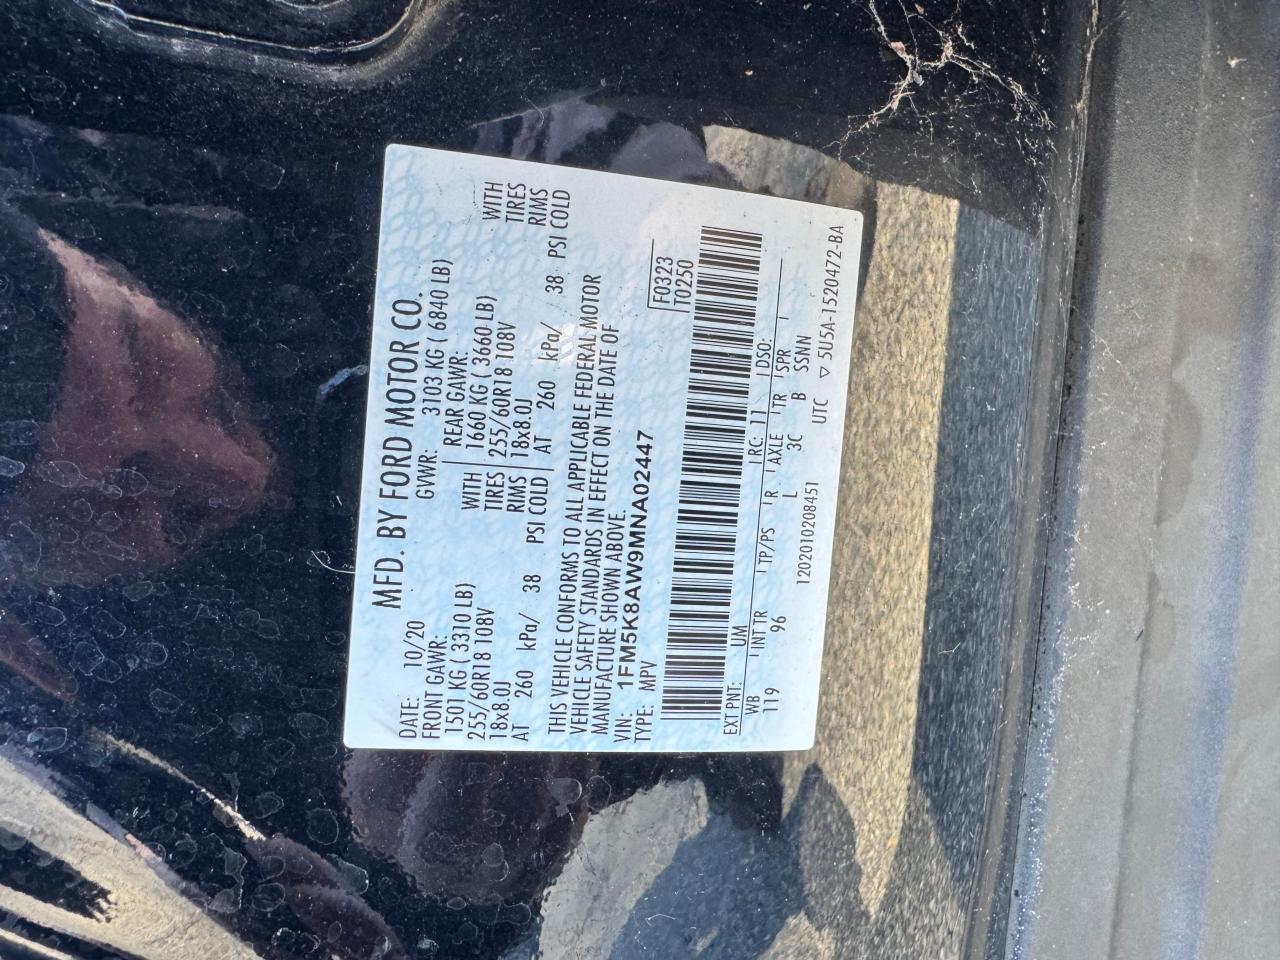 MFD. BY FORD MOTOR CO.
DATE: 10/20 GVWR: 3103 KG ( 6840 LB)
FRONT GAWR: REAR GAWR:
1501 KG ( 3310 LB) WITH 1660 KG ( 3660 LB) WITH
255/60R18 108V TIRES 255/60R18 108V TIRES
18x8.0J RIMS 18x8.0J RIMS
AT 260 kPa/ 38 PSI COLD AT 260 kPa/ 38 PSI COLD
THIS VEHICLE CONFORMS TO ALL APPLICABLE FEDERAL MOTOR
VEHICLE SAFETY STANDARDS IN EFFECT ON THE DATE OF
MANUFACTURE SHOWN ABOVE.
VIN: 1FM5K8AW9MNA02447
TYPE: MPV
F0323
T0250
EXT PNT: UM RC: 11 DSO:
WB INT TR TP/PS R AXLE TR SPR
119 96 L 3C B SSNN
1202010208451 UTC ▽ 5U5A-1520472-BA